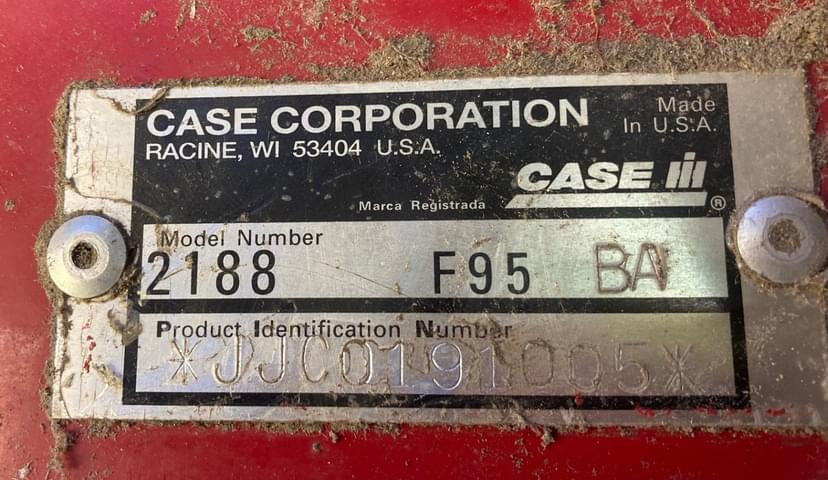 CASE CORPORATION
RACINE, WI 53404 U.S.A.
Made
In U.S.A.
CASE IH
Marca Registrada ®
Model Number
2188 F95 BA
Product Identification Number
*JJC0191005*